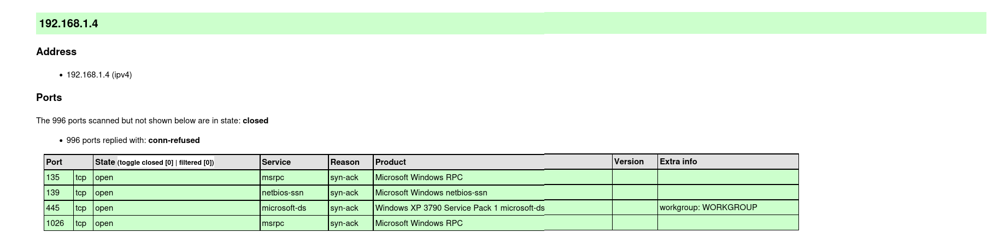 192.168.1.4
Address
• 192.168.1.4 (ipv4)
Ports
The 996 ports scanned but not shown below are in state: closed
• 996 ports replied with: conn-refused
Port State (toggle closed [0] | filtered [0]) Service Reason Product Version Extra info
135 tcp open msrpc syn-ack Microsoft Windows RPC
139 tcp open netbios-ssn syn-ack Microsoft Windows netbios-ssn
445 tcp open microsoft-ds syn-ack Windows XP 3790 Service Pack 1 microsoft-ds workgroup: WORKGROUP
1026 tcp open msrpc syn-ack Microsoft Windows RPC